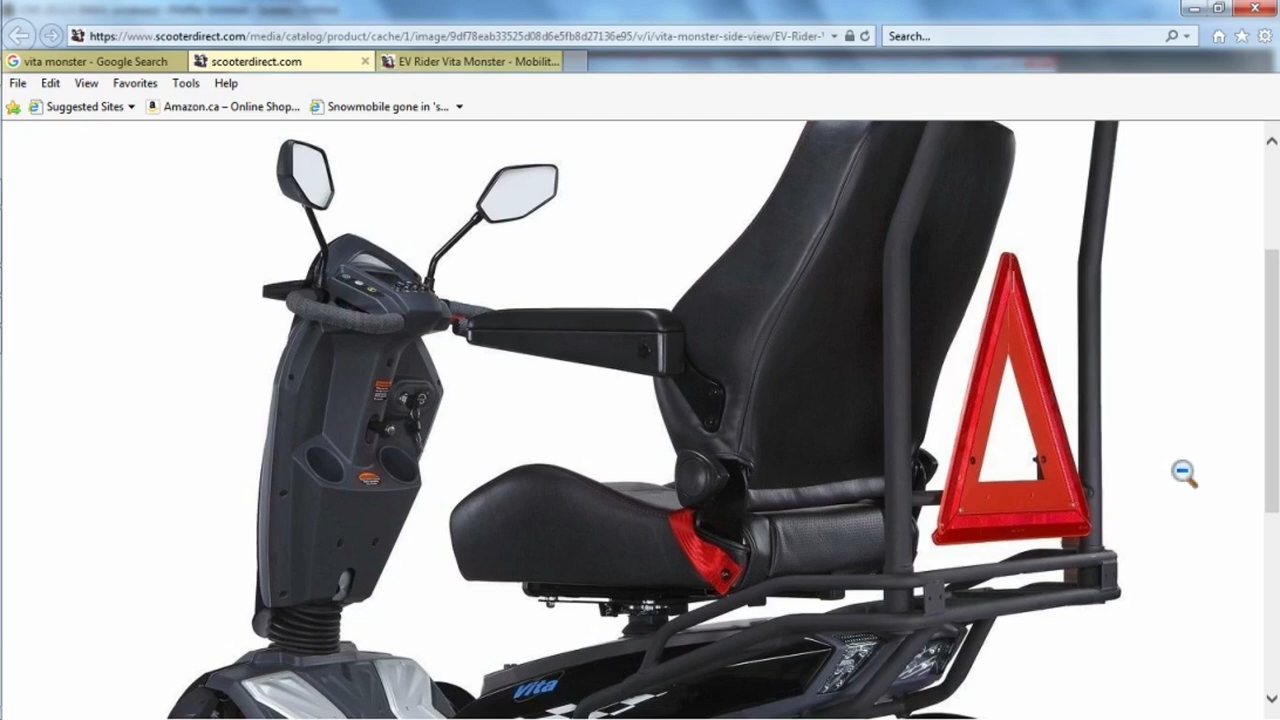 https://www.scooterdirect.com/media/catalog/product/cache/1/image/9df78eab33525d08d6e5fb8d27136e95/v/i/vita-monster-side-view/EV-Rider-
Search...
vita monster - Google Search
scooterdirect.com
EV Rider Vita Monster - Mobilit...
File Edit View Favorites Tools Help
Suggested Sites
Amazon.ca – Online Shop...
Snowmobile gone in 's...
vita